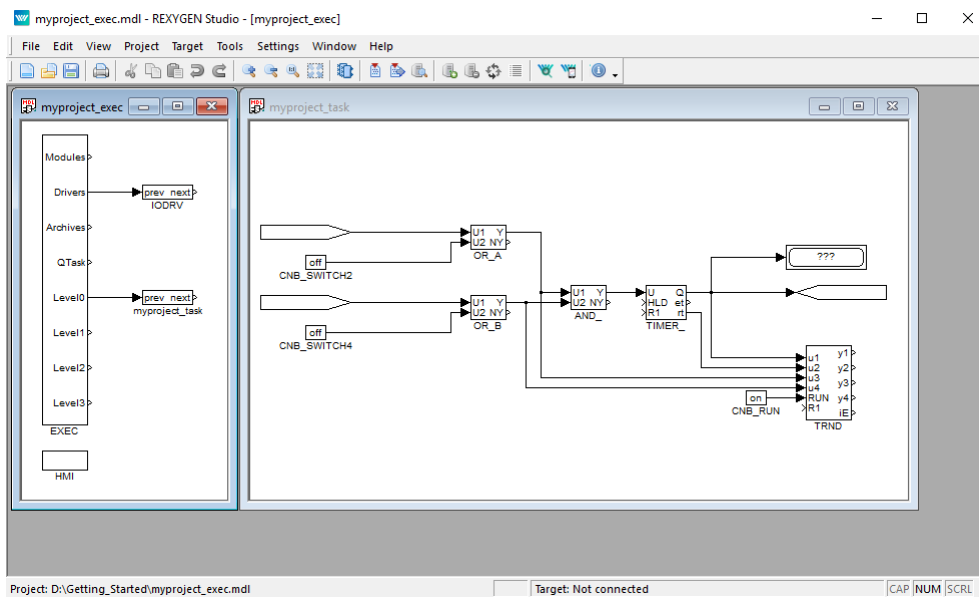 myproject_exec.mdl - REXYGEN Studio - [myproject_exec]
File Edit View Project Target Tools Settings Window Help
myproject_exec
Modules
Drivers
prev next
IODRV
Archives
QTask
Level0
prev next
myproject_task
Level1
Level2
Level3
EXEC
HMI
myproject_task
U1 Y
U2 NY
OR_A
off
CNB_SWITCH2
U1 Y
U2 NY
OR_B
off
CNB_SWITCH4
U1 Y
U2 NY
AND_
U Q
HLD et
R1 rt
TIMER_
???
u1 y1
u2 y2
u3 y3
u4
RUN y4
R1 iE
TRND
on
CNB_RUN
Project: D:\Getting_Started\myproject_exec.mdl
Target: Not connected
CAP NUM SCRL